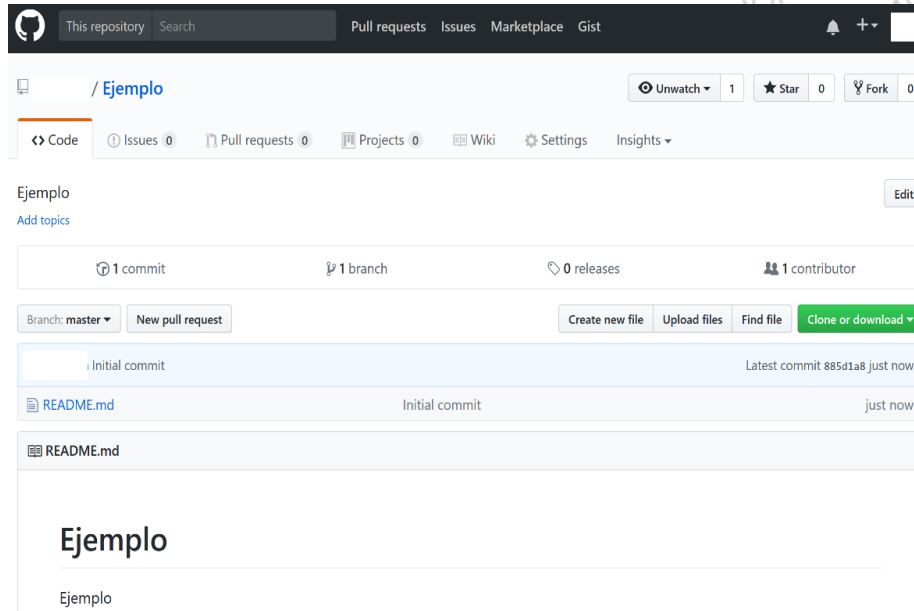 This repository Search Pull requests Issues Marketplace Gist
/ Ejemplo Unwatch 1 Star 0 Fork 0
Code Issues 0 Pull requests 0 Projects 0 Wiki Settings Insights
Ejemplo Edit
Add topics
1 commit 1 branch 0 releases 1 contributor
Branch: master New pull request Create new file Upload files Find file Clone or download
Initial commit Latest commit 885d1a8 just now
README.md Initial commit just now
README.md
Ejemplo
Ejemplo